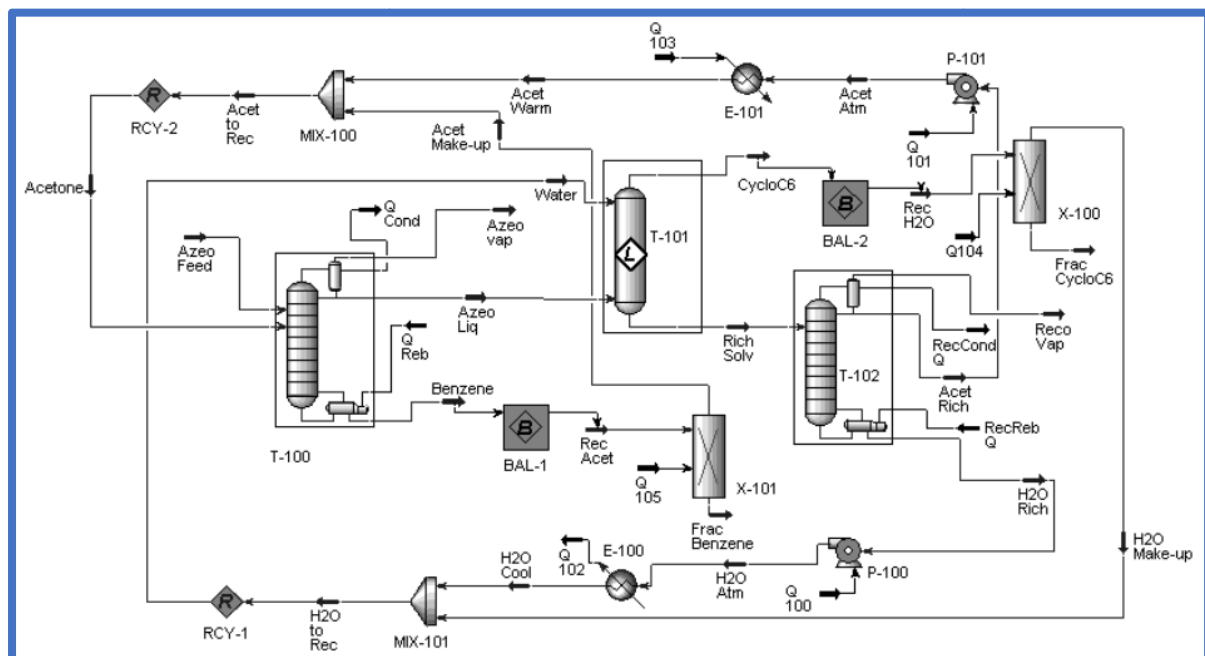 Q
103
P-101
R
RCY-2
Acet
to
Rec
MIX-100
Acet
Warm
E-101
Acet
Atm
Acet
Make-up
Q
101
X-100
Acetone
Water
CycloC6
B
BAL-2
Rec
H2O
Q104
Frac
CycloC6
Q
Cond
Azeo
vap
Azeo
Feed
T-101
L
Azeo
Liq
Q
Reb
Rich
Solv
RecCond
Q
Reco
Vap
T-102
Acet
Rich
Benzene
B
BAL-1
Rec
Acet
RecReb
Q
T-100
Q
105
X-101
Frac
Benzene
H2O
Rich
H2O
Make-up
Q
102
E-100
H2O
Cool
H2O
Atm
P-100
Q
100
R
RCY-1
H2O
to
Rec
MIX-101